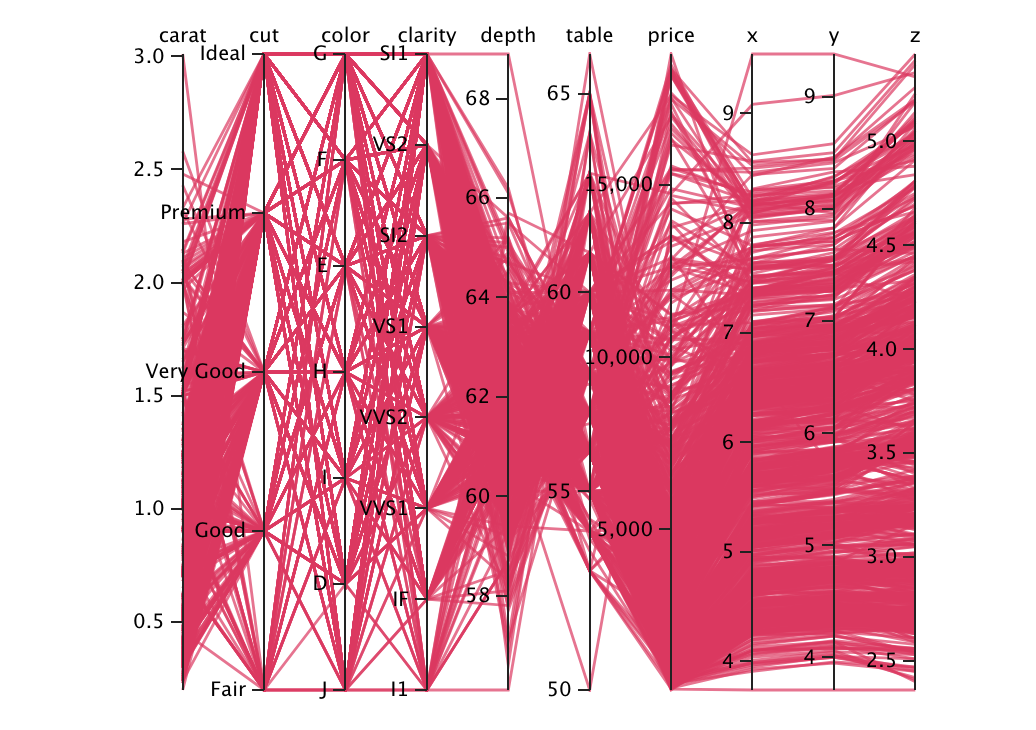 carat cut color clarity depth table price x y z
3.0 Ideal G SI1
68 65 9 9
VS2 5.0
2.5 F
15,000
66
Premium 8 8
SI2 4.5
E
2.0 64 60
VS1 7 7
4.0
10,000
Very Good H
1.5 62
VVS2
6 6
3.5
I 55
60
1.0 VVS1
Good 5,000
5 5 3.0
D
IF 58
0.5
4 4 2.5
Fair J I1 50